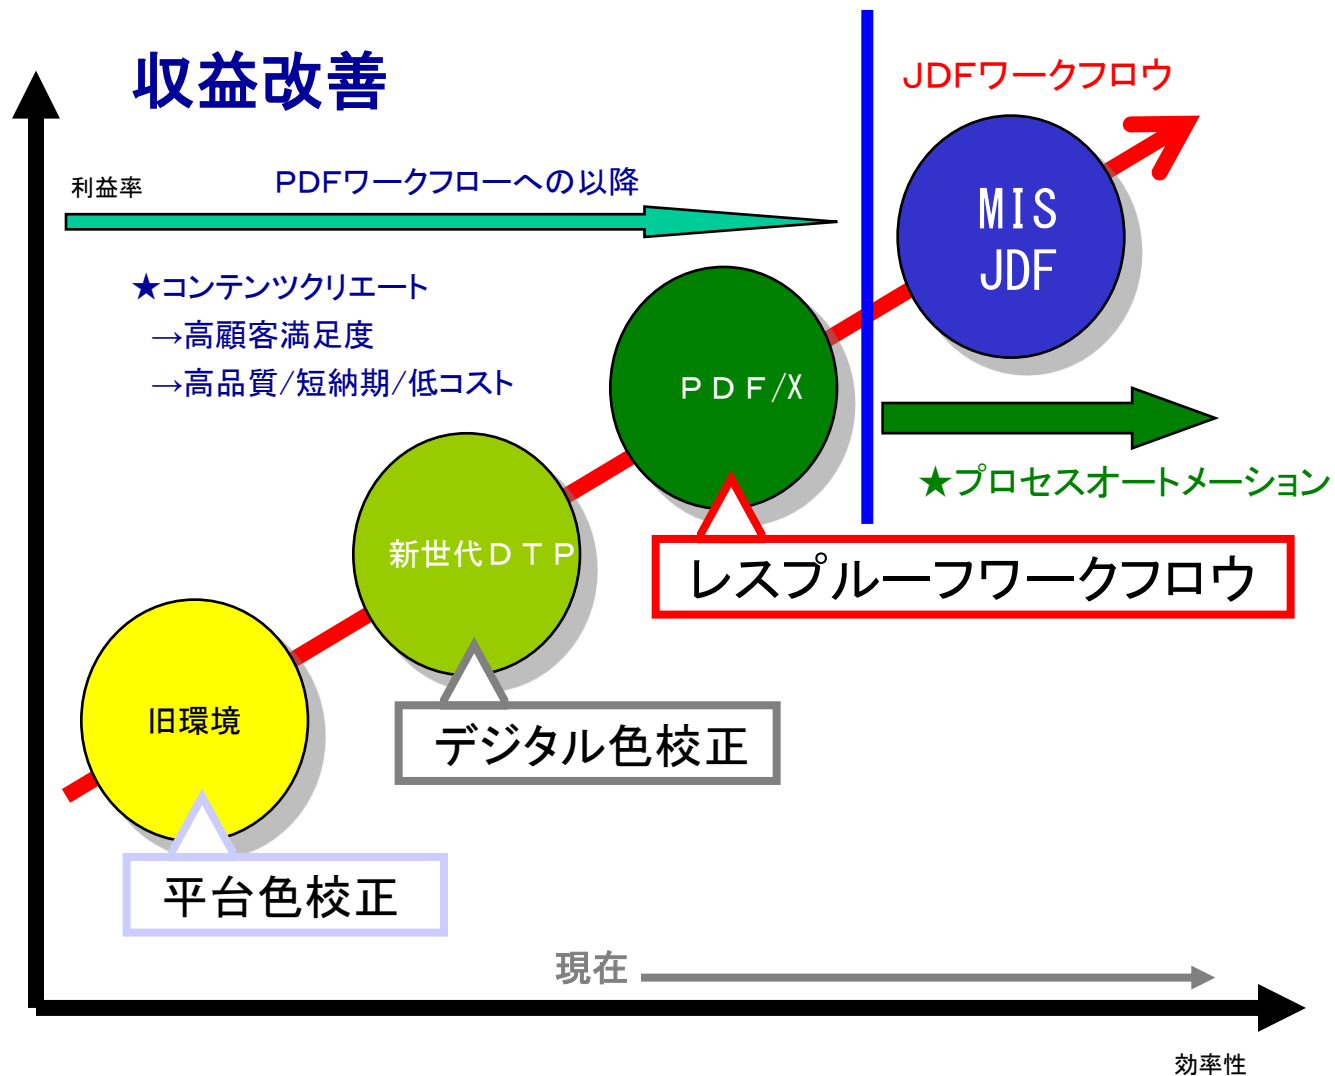 収益改善
JDFワークフロウ
利益率
PDFワークフローへの以降
MIS
JDF
★コンテンツクリエート
→高顧客満足度
→高品質/短納期/低コスト
PDF/X
★プロセスオートメーション
新世代DTP
レスプルーフワークフロウ
旧環境
デジタル色校正
平台色校正
現在
効率性